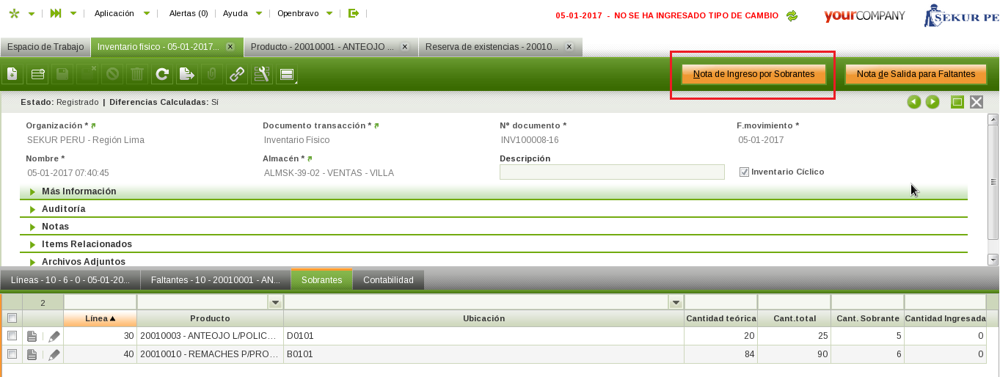 Aplicación Alertas (0) Ayuda Openbravo
05-01-2017 - NO SE HA INGRESADO TIPO DE CAMBIO
yourCOMPANY
SEKUR PE
Espacio de Trabajo
Inventario físico - 05-01-2017... x
Producto - 20010001 - ANTEOJO ... x
Reserva de existencias - 20010... x
Nota de Ingreso por Sobrantes
Nota de Salida para Faltantes
Estado: Registrado | Diferencias Calculadas: Sí
Organización * Documento transacción * Nº documento * F.movimiento *
SEKUR PERU - Región Lima Inventario Físico INV100008-16 05-01-2017
Nombre * Almacén * Descripción
05-01-2017 07:40:45 ALMSK-39-02 - VENTAS - VILLA Inventario Cíclico
Más Información
Auditoría
Notas
Items Relacionados
Archivos Adjuntos
Líneas - 10 - 6 - 0 - 05-01-20...
Faltantes - 10 - 20010001 - AN...
Sobrantes
Contabilidad
2
Línea Producto Ubicación Cantidad teórica Cant.total Cant. Sobrante Cantidad Ingresada
30 20010003 - ANTEOJO L/POLIC... D0101 20 25 5 0
40 20010010 - REMACHES P/PRO... B0101 84 90 6 0